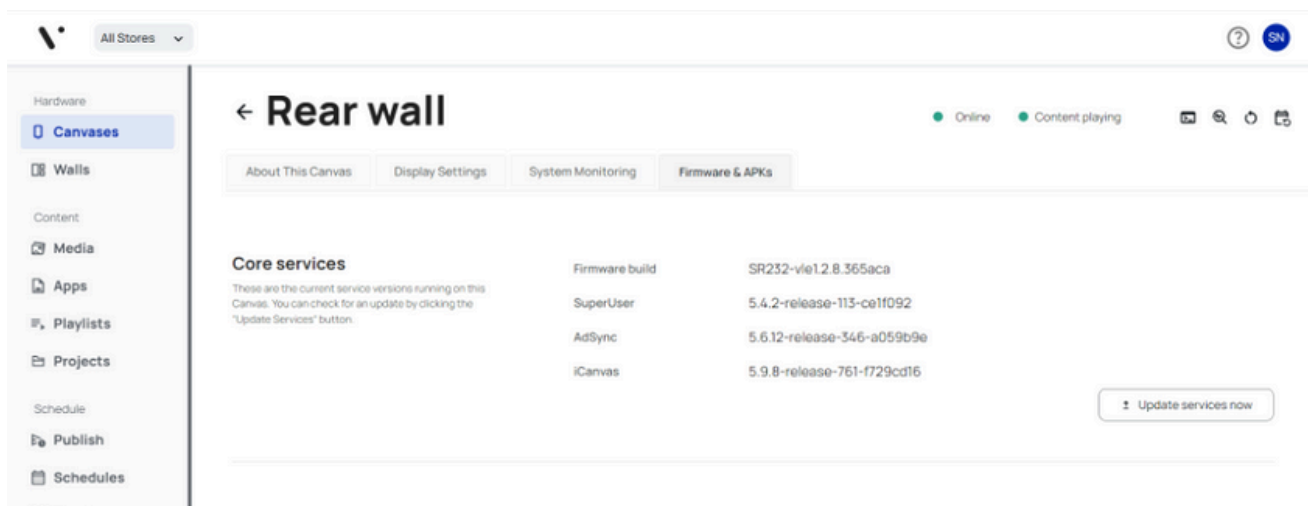 All Stores
SN
Hardware
Canvases
Walls
Content
Media
Apps
Playlists
Projects
Schedule
Publish
Schedules
Rear wall
Online
Content playing
About This Canvas
Display Settings
System Monitoring
Firmware & APKs
Core services
These are the current service versions running on this
Canvas. You can check for an update by clicking the
"Update Services" button.
Firmware build SR232-vle1.2.8.365aca
SuperUser 5.4.2-release-113-ce1f092
AdSync 5.6.12-release-346-a059b9e
iCanvas 5.9.8-release-761-f729cd16
Update services now